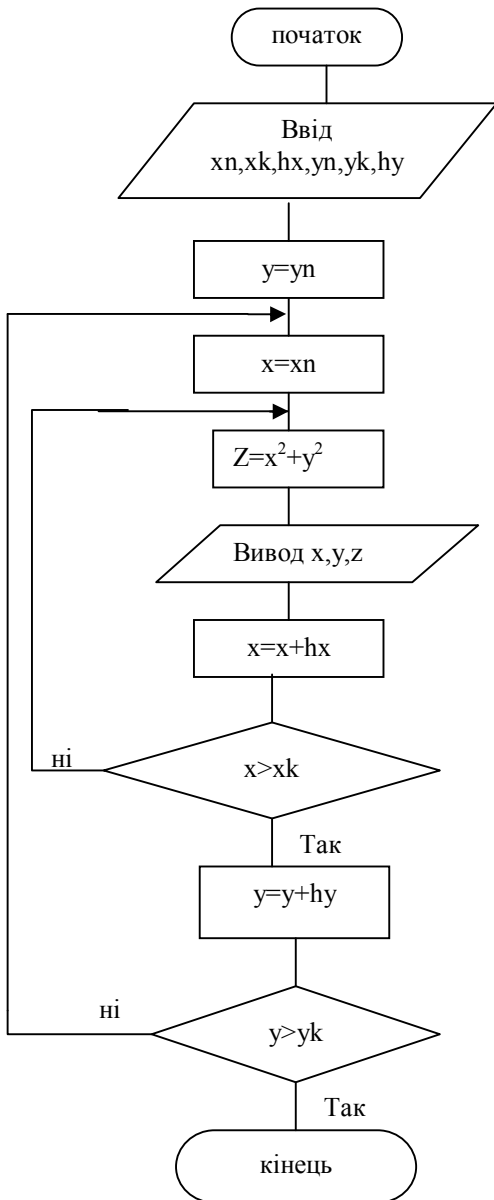 початок
Ввід
xn,xk,hx,yn,yk,hy
y=yn
x=xn
Z=x²+y²
Вивод x,y,z
x=x+hx
ні
x>xk
Так
y=y+hy
ні
y>yk
Так
кінець